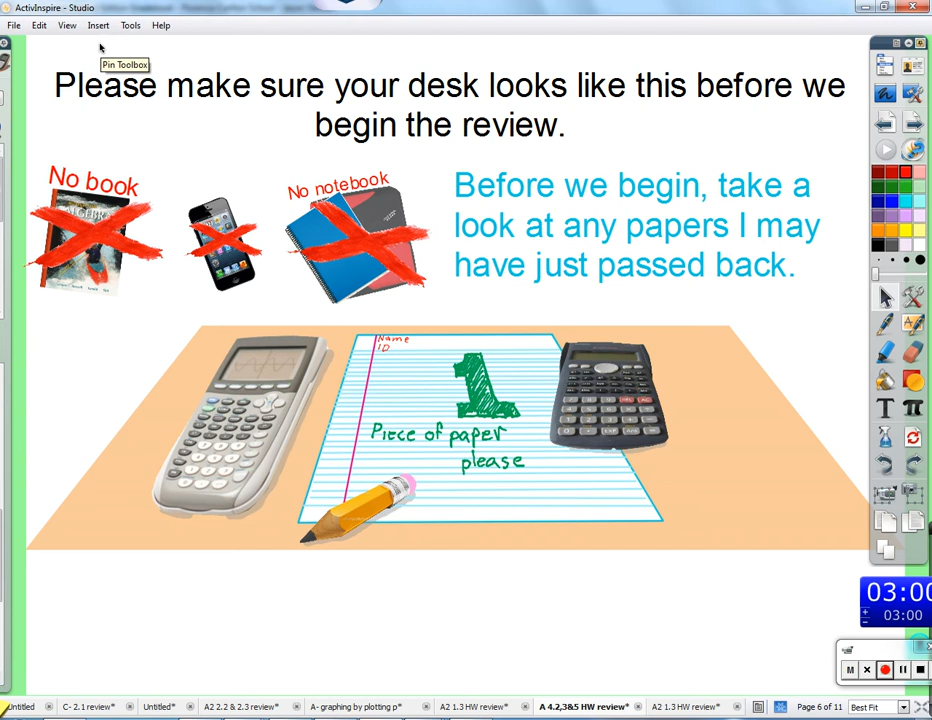 ActivInspire - Studio
File Edit View Insert Tools Help
Pin Toolbox
Please make sure your desk looks like this before we
begin the review.
No book
No notebook
ALGEBRA
Before we begin, take a
look at any papers I may
have just passed back.
Name
ID
1
Piece of paper
please
03:00
03:00
M
Untitled C- 2.1 review* Untitled* A2 2.2 & 2.3 review* A- graphing by plotting p* A2 1.3 HW review* A 4.2,3&5 HW review* A2 1.3 HW review* Page 6 of 11 Best Fit